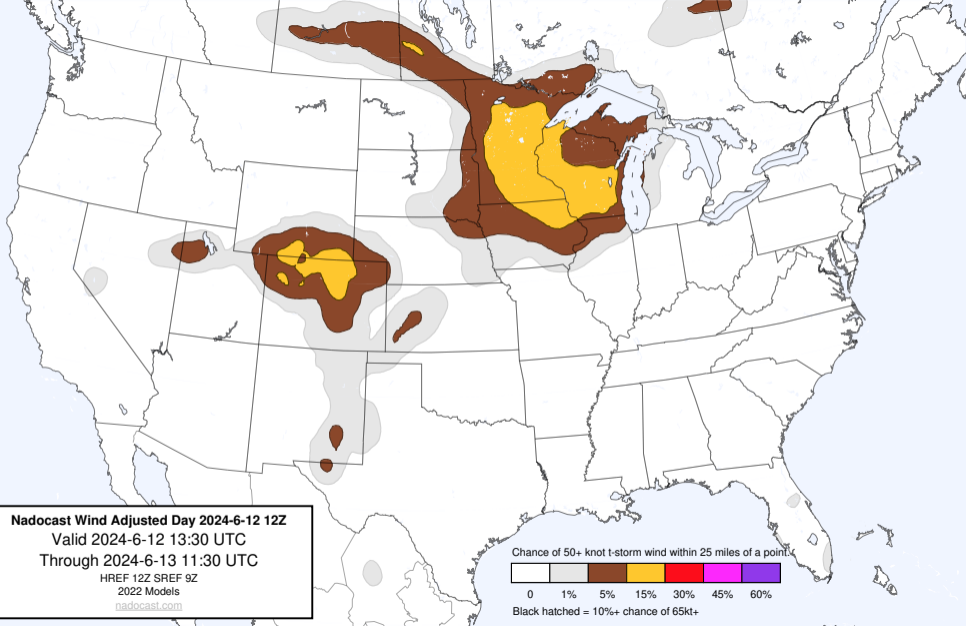 Nadocast Wind Adjusted Day 2024-6-12 12Z
Valid 2024-6-12 13:30 UTC
Through 2024-6-13 11:30 UTC
HREF 12Z SREF 9Z
2022 Models
nadocast.com
Chance of 50+ knot t-storm wind within 25 miles of a point.
0 1% 5% 15% 30% 45% 60%
Black hatched = 10%+ chance of 65kt+